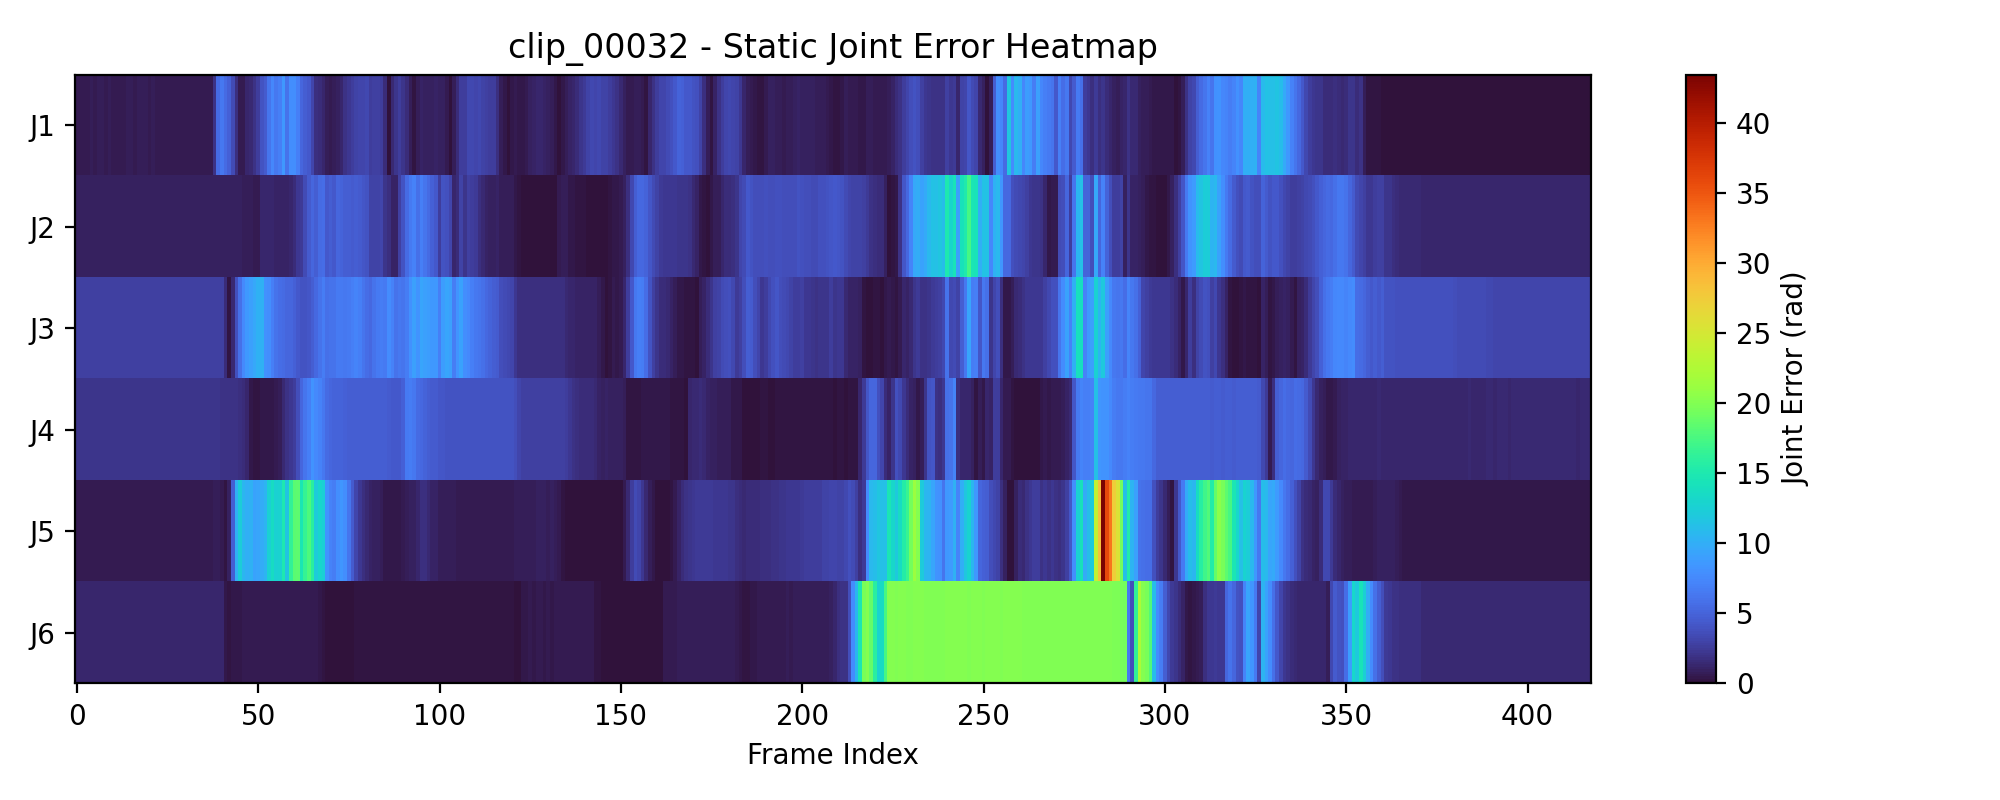 clip_00032 - Static Joint Error Heatmap
J1
J2
J3
J4
J5
J6
0 50 100 150 200 250 300 350 400
Frame Index
40
35
30
25
20
15
10
5
0
Joint Error (rad)